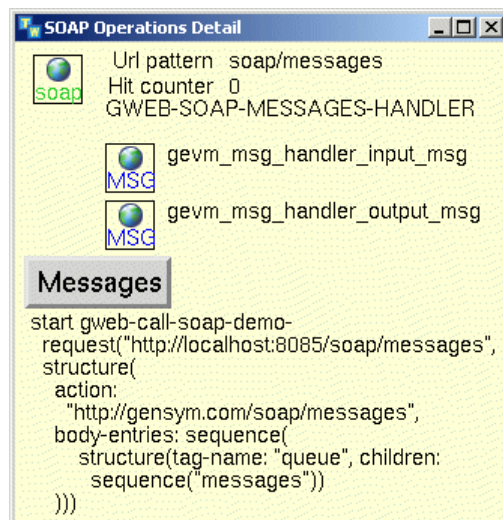 SOAP Operations Detail
Url pattern soap/messages
soap
Hit counter 0
GWEB-SOAP-MESSAGES-HANDLER
gevm_msg_handler_input_msg
MSG
gevm_msg_handler_output_msg
MSG
Messages
start gweb-call-soap-demo-
request("http://localhost:8085/soap/messages",
structure(
action:
"http://gensym.com/soap/messages",
body-entries: sequence(
structure(tag-name: "queue", children:
sequence("messages"))
)))